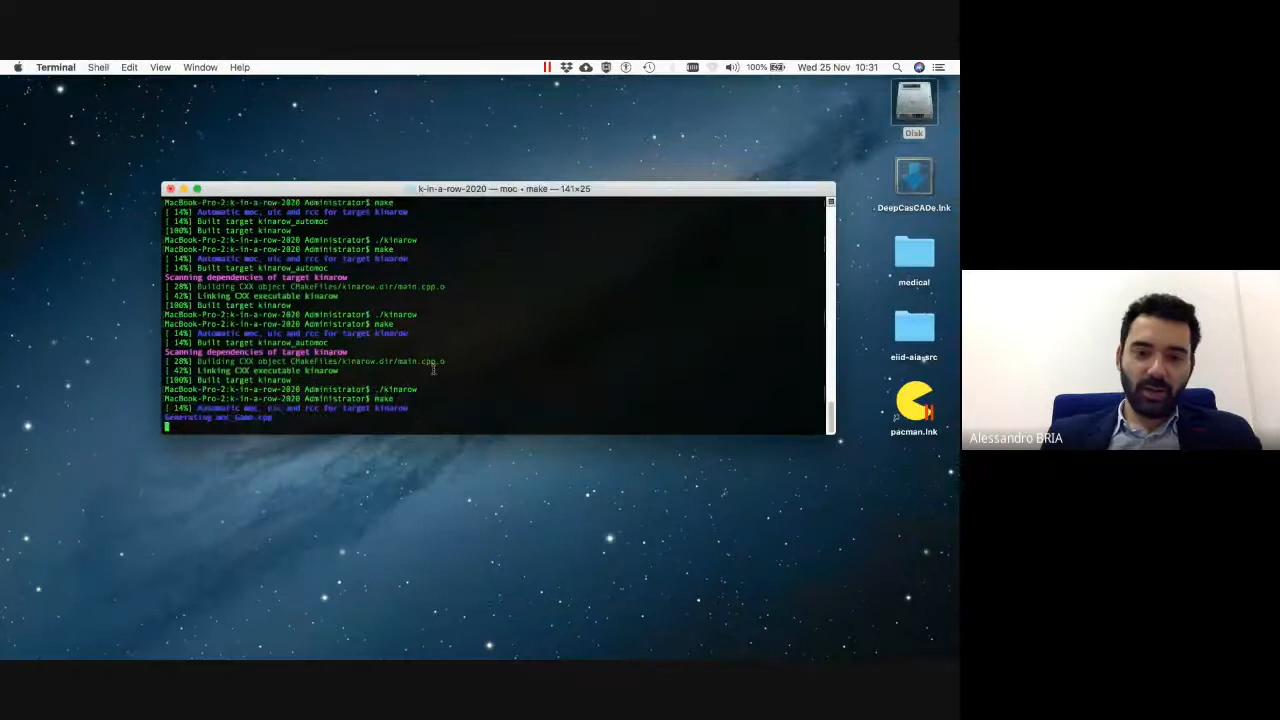 Terminal Shell Edit View Window Help 100% Wed 25 Nov 10:31
Disk
DeepCasCADe.lnk
medical
eiid-aia-src
pacman.lnk
k-in-a-row-2020 — moc • make — 141×25
MacBook-Pro-2:k-in-a-row-2020 Administrator$ make
[ 14%] Automatic moc, uic and rcc for target kinarow
[ 14%] Built target kinarow_automoc
[100%] Built target kinarow
MacBook-Pro-2:k-in-a-row-2020 Administrator$ ./kinarow
MacBook-Pro-2:k-in-a-row-2020 Administrator$ make
[ 14%] Automatic moc, uic and rcc for target kinarow
[ 14%] Built target kinarow_automoc
Scanning dependencies of target kinarow
[ 28%] Building CXX object CMakeFiles/kinarow.dir/main.cpp.o
[ 42%] Linking CXX executable kinarow
[100%] Built target kinarow
MacBook-Pro-2:k-in-a-row-2020 Administrator$ ./kinarow
MacBook-Pro-2:k-in-a-row-2020 Administrator$ make
[ 14%] Automatic moc, uic and rcc for target kinarow
[ 14%] Built target kinarow_automoc
Scanning dependencies of target kinarow
[ 28%] Building CXX object CMakeFiles/kinarow.dir/main.cpp.o
[ 42%] Linking CXX executable kinarow
[100%] Built target kinarow
MacBook-Pro-2:k-in-a-row-2020 Administrator$ ./kinarow
MacBook-Pro-2:k-in-a-row-2020 Administrator$ make
[ 14%] Automatic moc, uic and rcc for target kinarow
Generating moc_Game.cpp
Alessandro BRIA